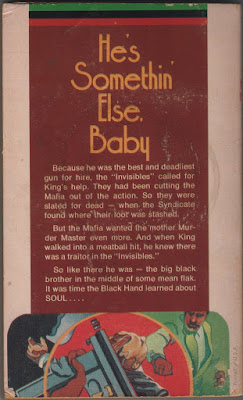 He's
Somethin'
Else,
Baby
Because he was the best and deadliest
gun for hire, the "Invisibles" called for
King's help. They had been cutting the
Mafia out of the action. So they were
slated for dead — when the Syndicate
found where their loot was stashed.
But the Mafia wanted the mother Mur-
der Master even more. And when King
walked into a meatball hit, he knew there
was a traitor in the "Invisibles."
So like there he was — the big black
brother in the middle of some mean flak.
It was time the Black Hand learned about
SOUL . . . .